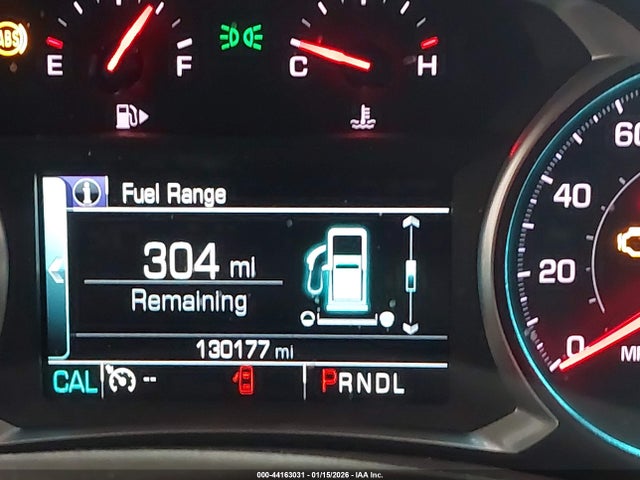 ABS
E F
C H
i Fuel Range
304 mi
Remaining
130177 mi
CAL -- PRNDL
60
40
20
0
000-44163031 - 01/15/2026 - IAA Inc.